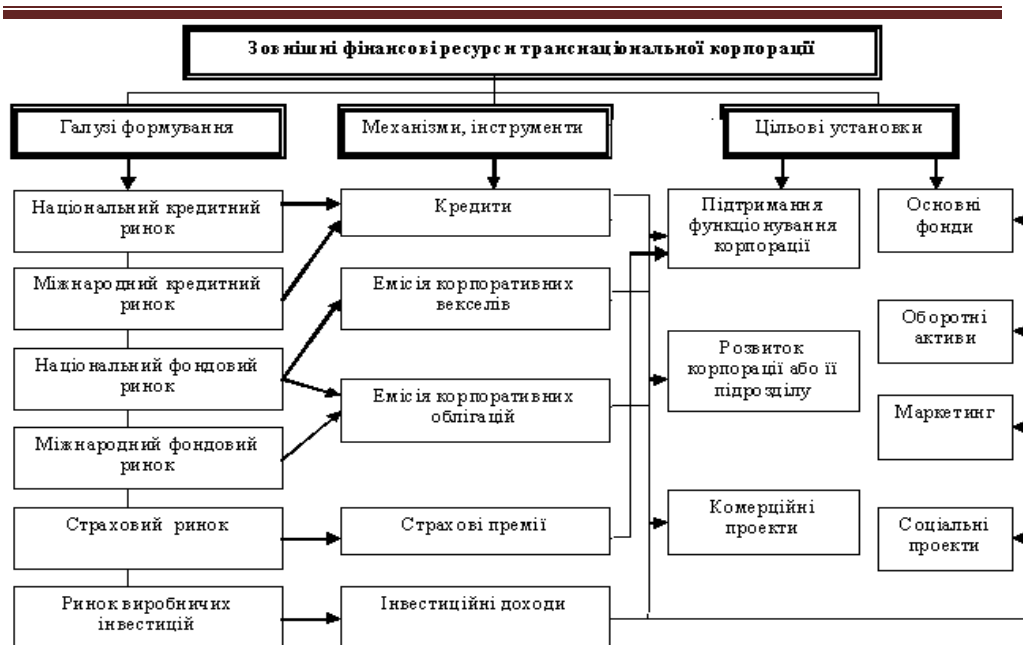 Зовнішні фінансові ресурси транснаціональної корпорації
Галузі формування
Механізми, інструменти
Цільові установки
Національний кредитний
ринок
Міжнародний кредитний
ринок
Національний фондовий
ринок
Міжнародний фондовий
ринок
Страховий ринок
Ринок виробничих
інвестицій
Кредити
Емісія корпоративних
векселів
Емісія корпоративних
облігацій
Страхові премії
Інвестиційні доходи
Підтримання
функціонування
корпорації
Розвиток
корпорації або її
підрозділу
Комерційні
проекти
Основні
фонди
Оборотні
активи
Маркетинг
Соціальні
проекти